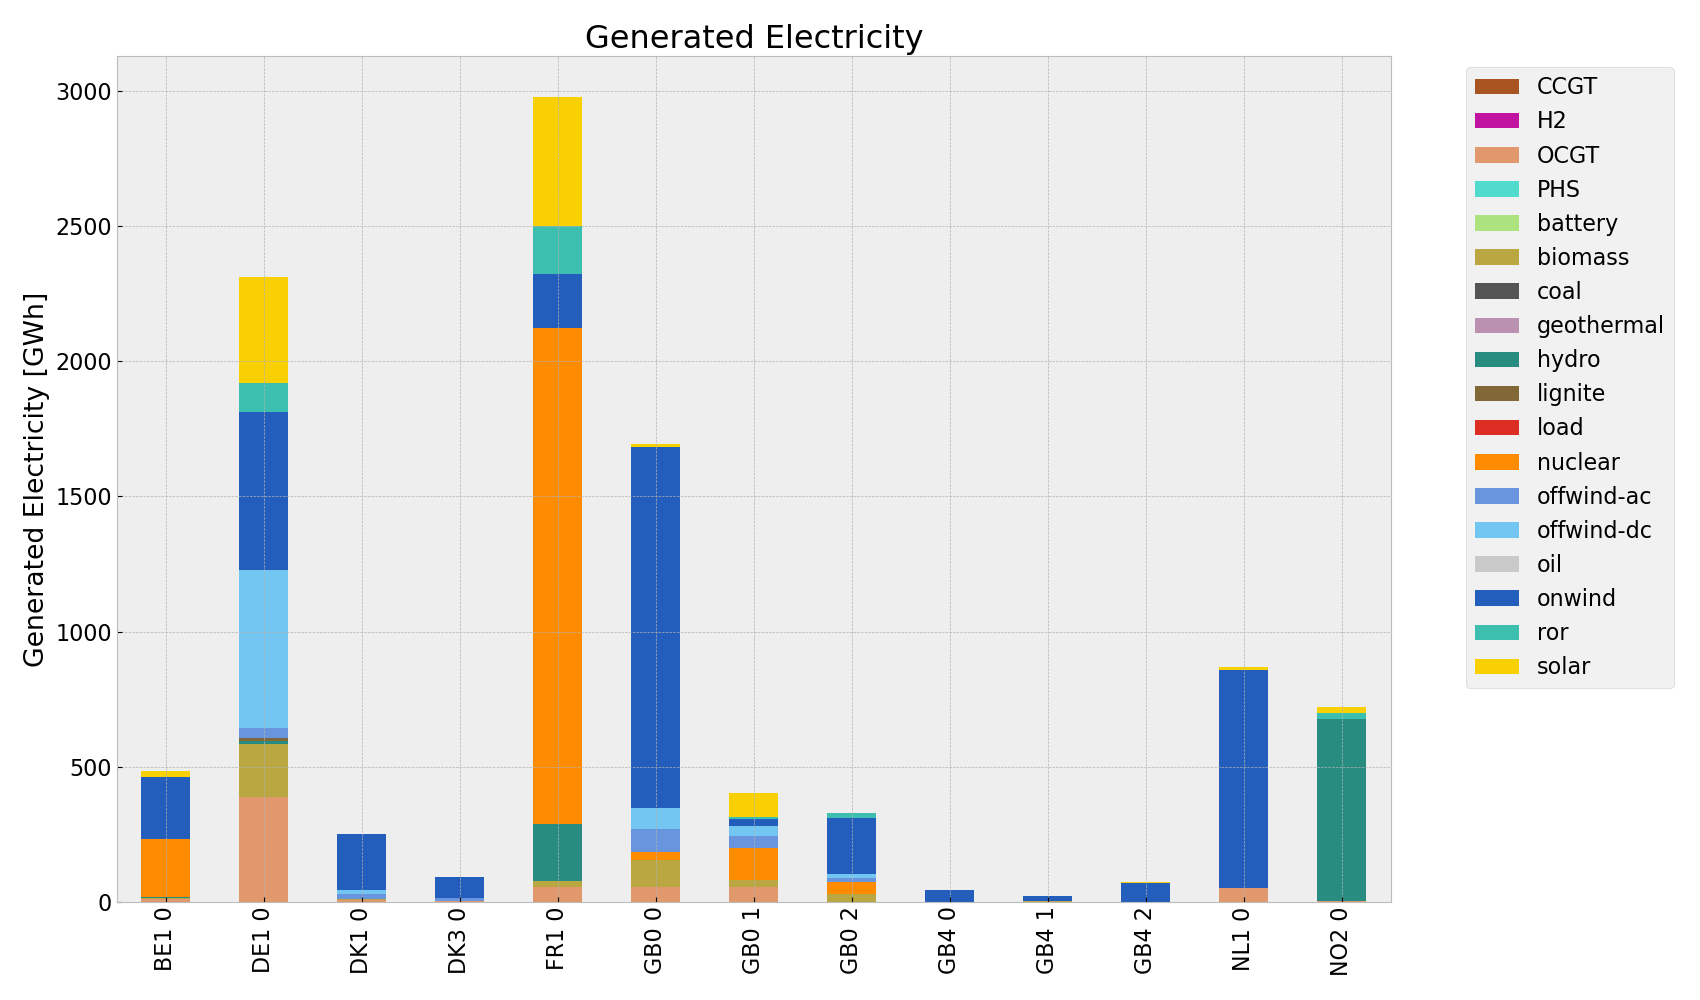 Generated Electricity
Generated Electricity [GWh]
3000
2500
2000
1500
1000
500
0
BE1 0
DE1 0
DK1 0
DK3 0
FR1 0
GB0 0
GB0 1
GB0 2
GB4 0
GB4 1
GB4 2
NL1 0
NO2 0
CCGT
H2
OCGT
PHS
battery
biomass
coal
geothermal
hydro
lignite
load
nuclear
offwind-ac
offwind-dc
oil
onwind
ror
solar